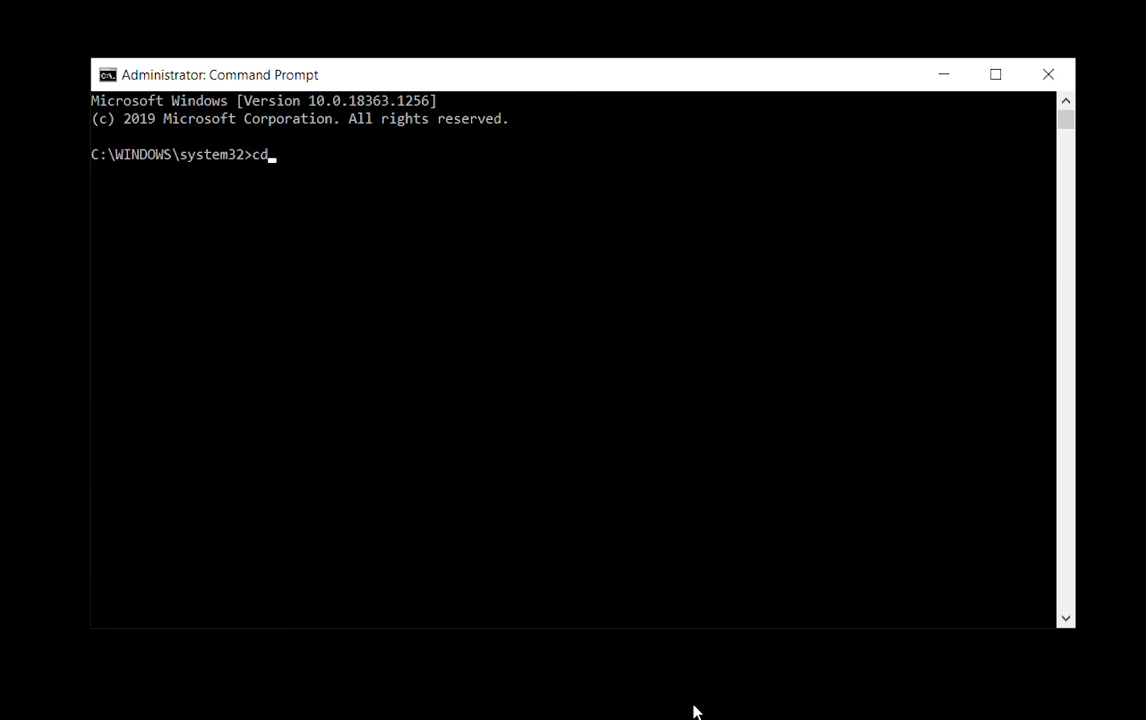 Administrator: Command Prompt
Microsoft Windows [Version 10.0.18363.1256]
(c) 2019 Microsoft Corporation. All rights reserved.
C:\WINDOWS\system32>cd